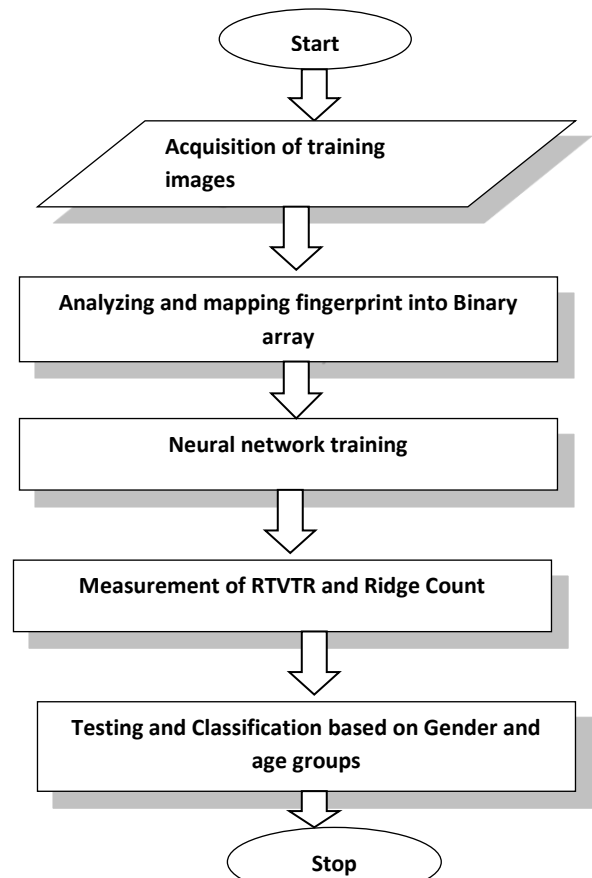 Start
Acquisition of training
images
Analyzing and mapping fingerprint into Binary
array
Neural network training
Measurement of RTVTR and Ridge Count
Testing and Classification based on Gender and
age groups
Stop